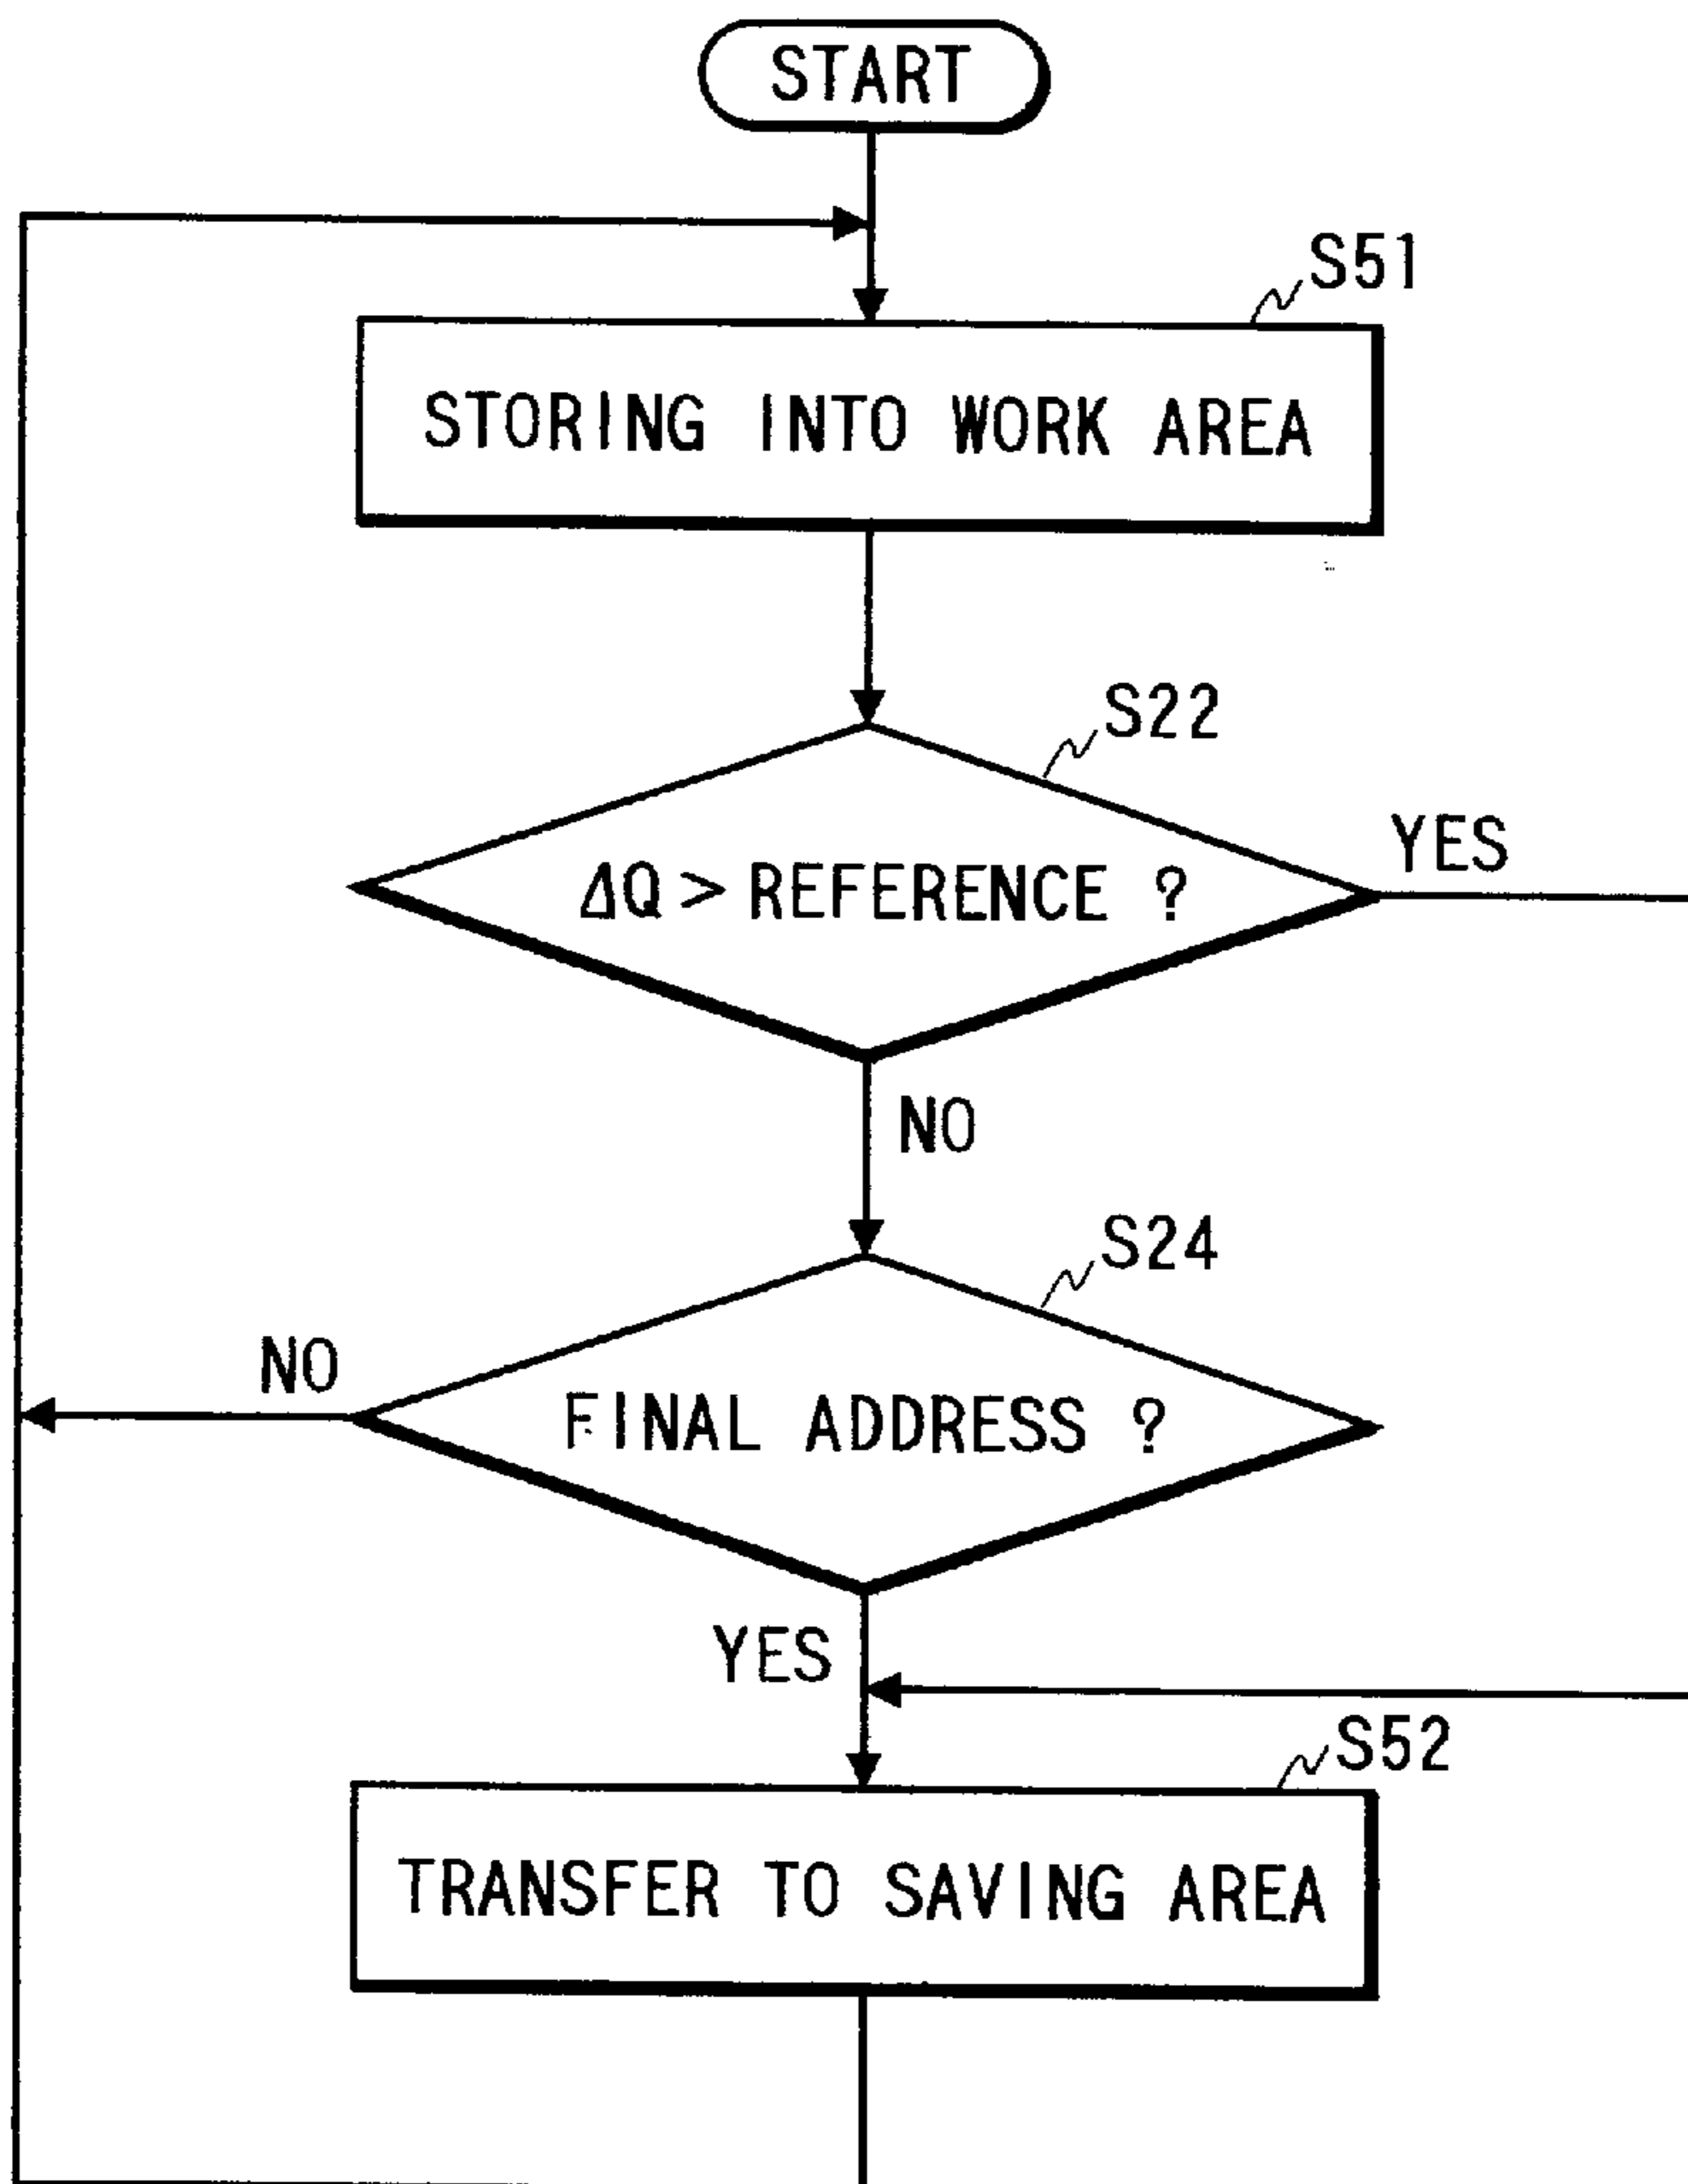 START
S51
STORING INTO WORK AREA
S22
ΔQ > REFERENCE ?
YES
NO
S24
NO
FINAL ADDRESS ?
YES
S52
TRANSFER TO SAVING AREA